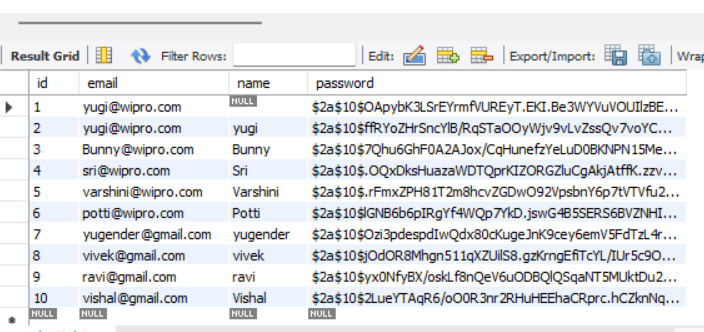 Result Grid Filter Rows: Edit: Export/Import: Wrap
id email name password
1 yugi@wipro.com NULL $2a$10$OApybK3LSrEYrmfVUREyT.EKI.Be3WYVuVOUIlzBE...
2 yugi@wipro.com yugi $2a$10$ffRYoZHrSncYlB/RqSTaOOyWjv9vLvZssQv7voYC...
3 Bunny@wipro.com Bunny $2a$10$7Qhu6GhF0A2AJox/CqHunefzYeLuD0BKNPN15Me...
4 sri@wipro.com Sri $2a$10$.OQxDksHuazaWDTQprKIZORGZluCgAkjAtffK.zzv...
5 varshini@wipro.com Varshini $2a$10$.rFmxZPH81T2m8hcvZGDwO92VpsbnY6p7tVTVfu2...
6 potti@wipro.com Potti $2a$10$lGNB6b6pIRgYf4WQp7YkD.jswG4B5SERS6BVZNHI...
7 yugender@gmail.com yugender $2a$10$Ozi3pdespdIwQdx80cKugeJnK9cey6emV5FdTzL4r...
8 vivek@gmail.com vivek $2a$10$jOdOR8Mhgn511qXZUilS8.gzKrngEfiTcYL/IUr5c9O...
9 ravi@gmail.com ravi $2a$10$yx0NfyBX/oskLf8nQeV6uODBQlQSqaNT5MUktDu2...
10 vishal@gmail.com Vishal $2a$10$2LueYTAqR6/oO0R3nr2RHuHEEhaCRprc.hCZknNq...
NULL NULL NULL NULL